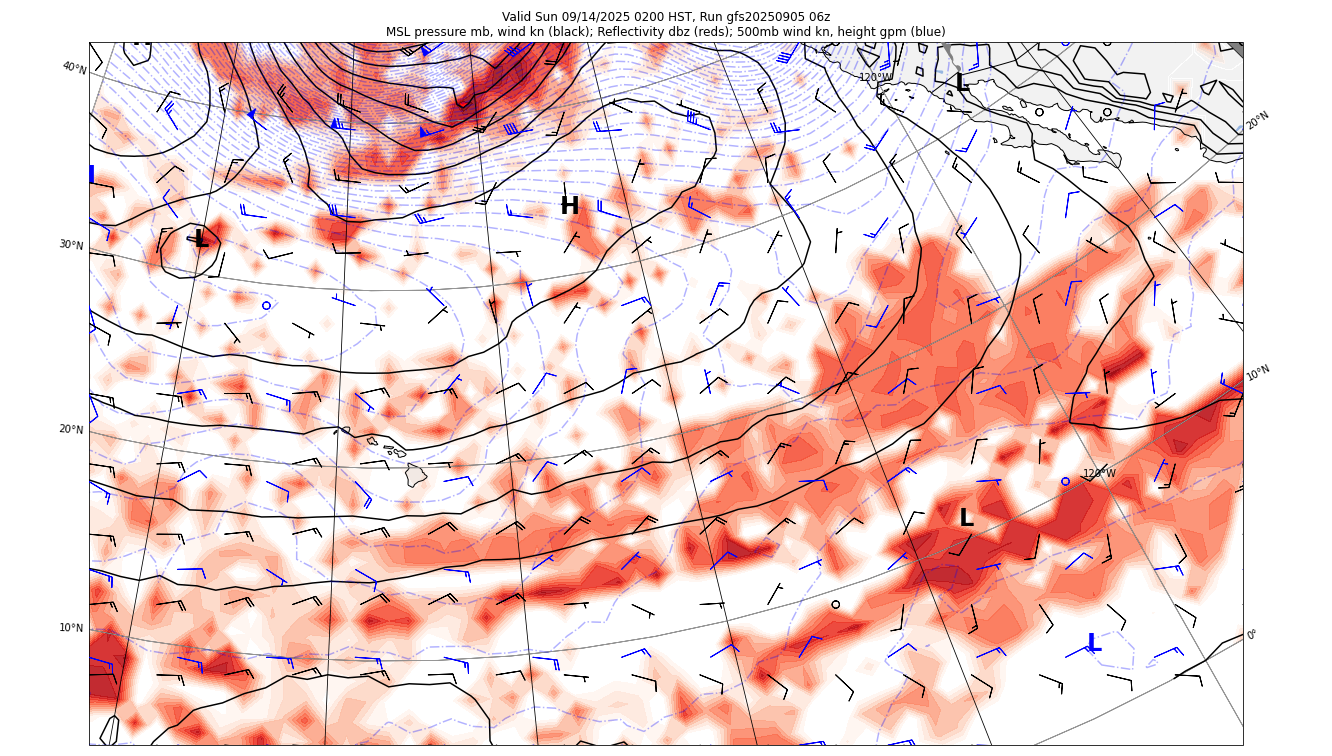 Valid Sun 09/14/2025 0200 HST, Run gfs20250905 06z
MSL pressure mb, wind kn (black); Reflectivity dbz (reds); 500mb wind kn, height gpm (blue)
40°N
120°W
L
20°N
H
L
30°N
10°N
20°N
120°W
L
10°N
0°
L